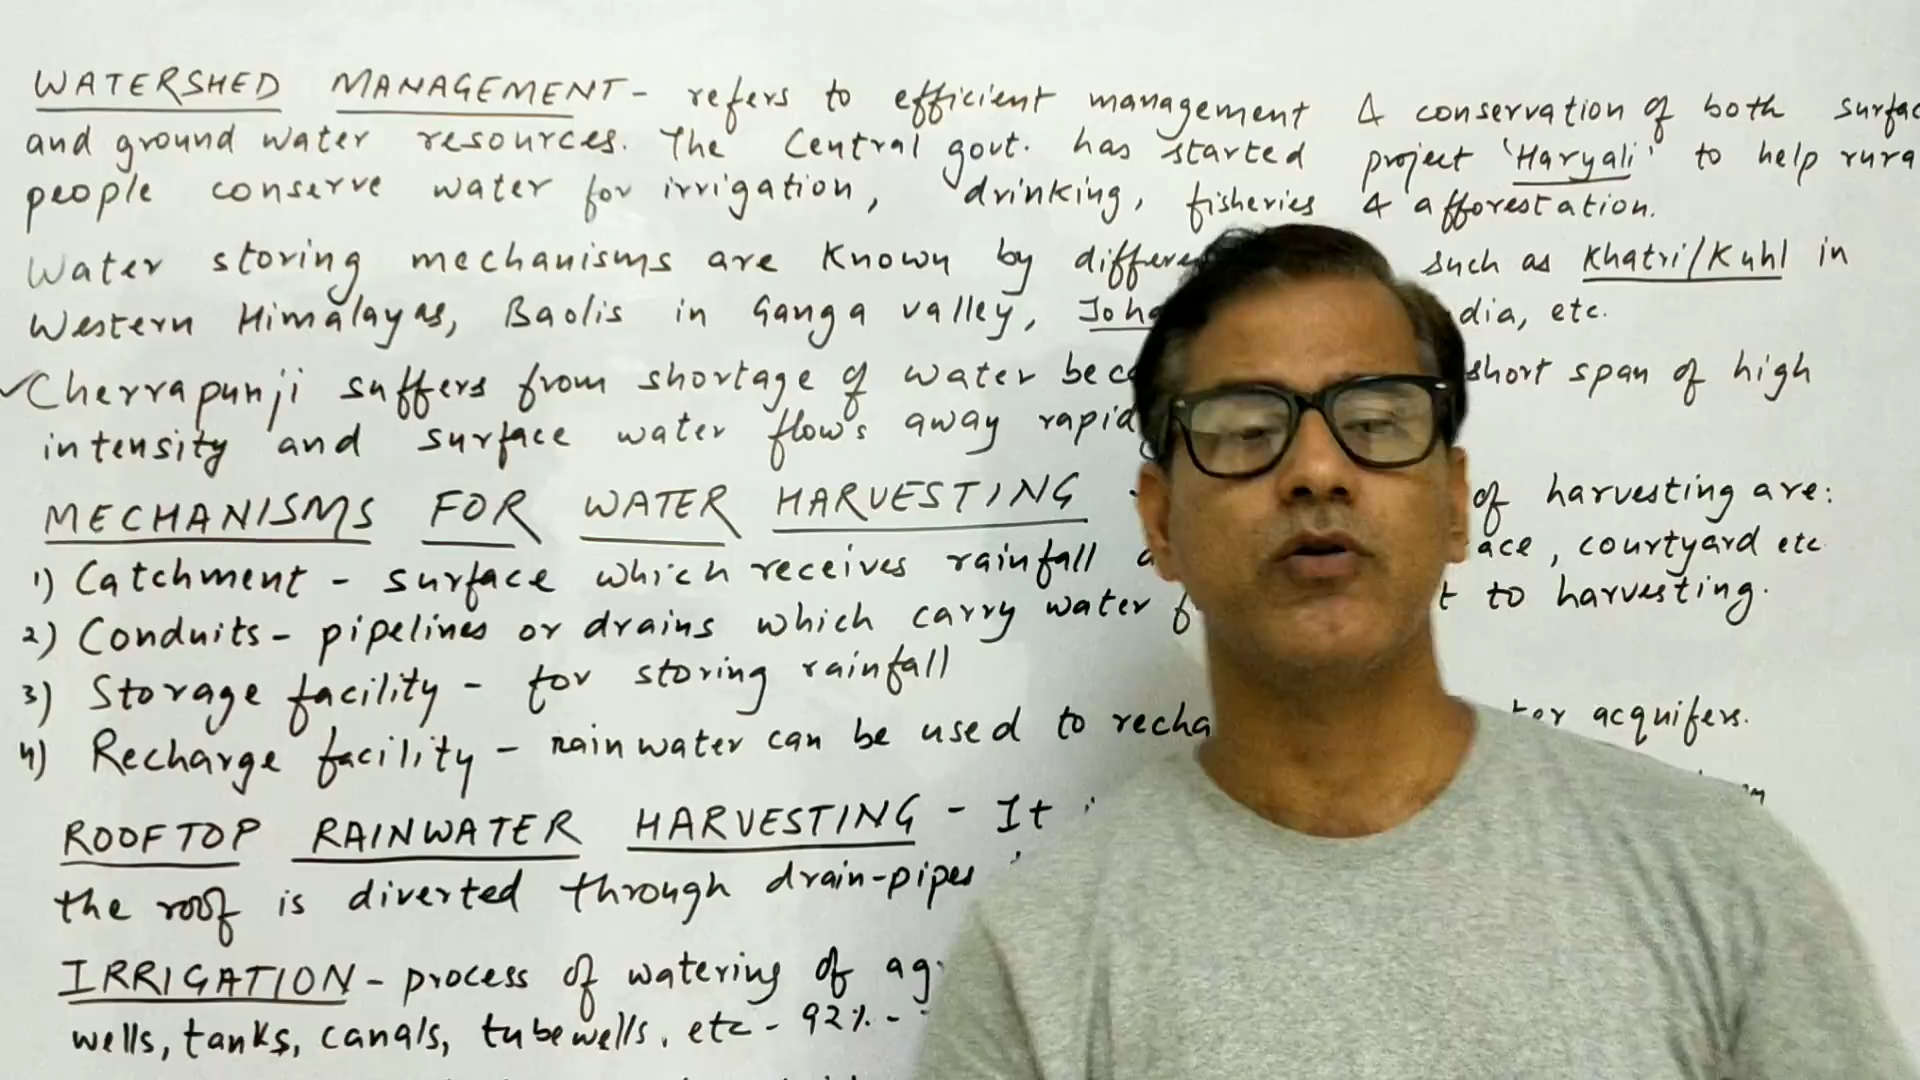 WATERSHED MANAGEMENT - refers to efficient management & conservation of both
and ground water resources. The Central govt. has started project 'Haryali' to help
people conserve water for irrigation, drinking, fisheries & afforestation.
Water storing mechanisms are known by such as Khatri/Kuhl in
Western Himalayas, Baolis in Ganga valley, etc.
Cherrapunji suffers from shortage of water short span of high
intensity and surface water flows away
MECHANISMS FOR WATER HARVESTING - of harvesting are:
1) Catchment - surface which receives rainfall , courtyard etc
2) Conduits - pipelines or drains which carry water to harvesting.
3) Storage facility - for storing rainfall
4) Recharge facility - rainwater can be used to acquifers.
ROOFTOP RAINWATER HARVESTING - It
the roof is diverted through drain-pipes
IRRIGATION - process of watering of
wells, tanks, canals, tubewells, etc - 92% -